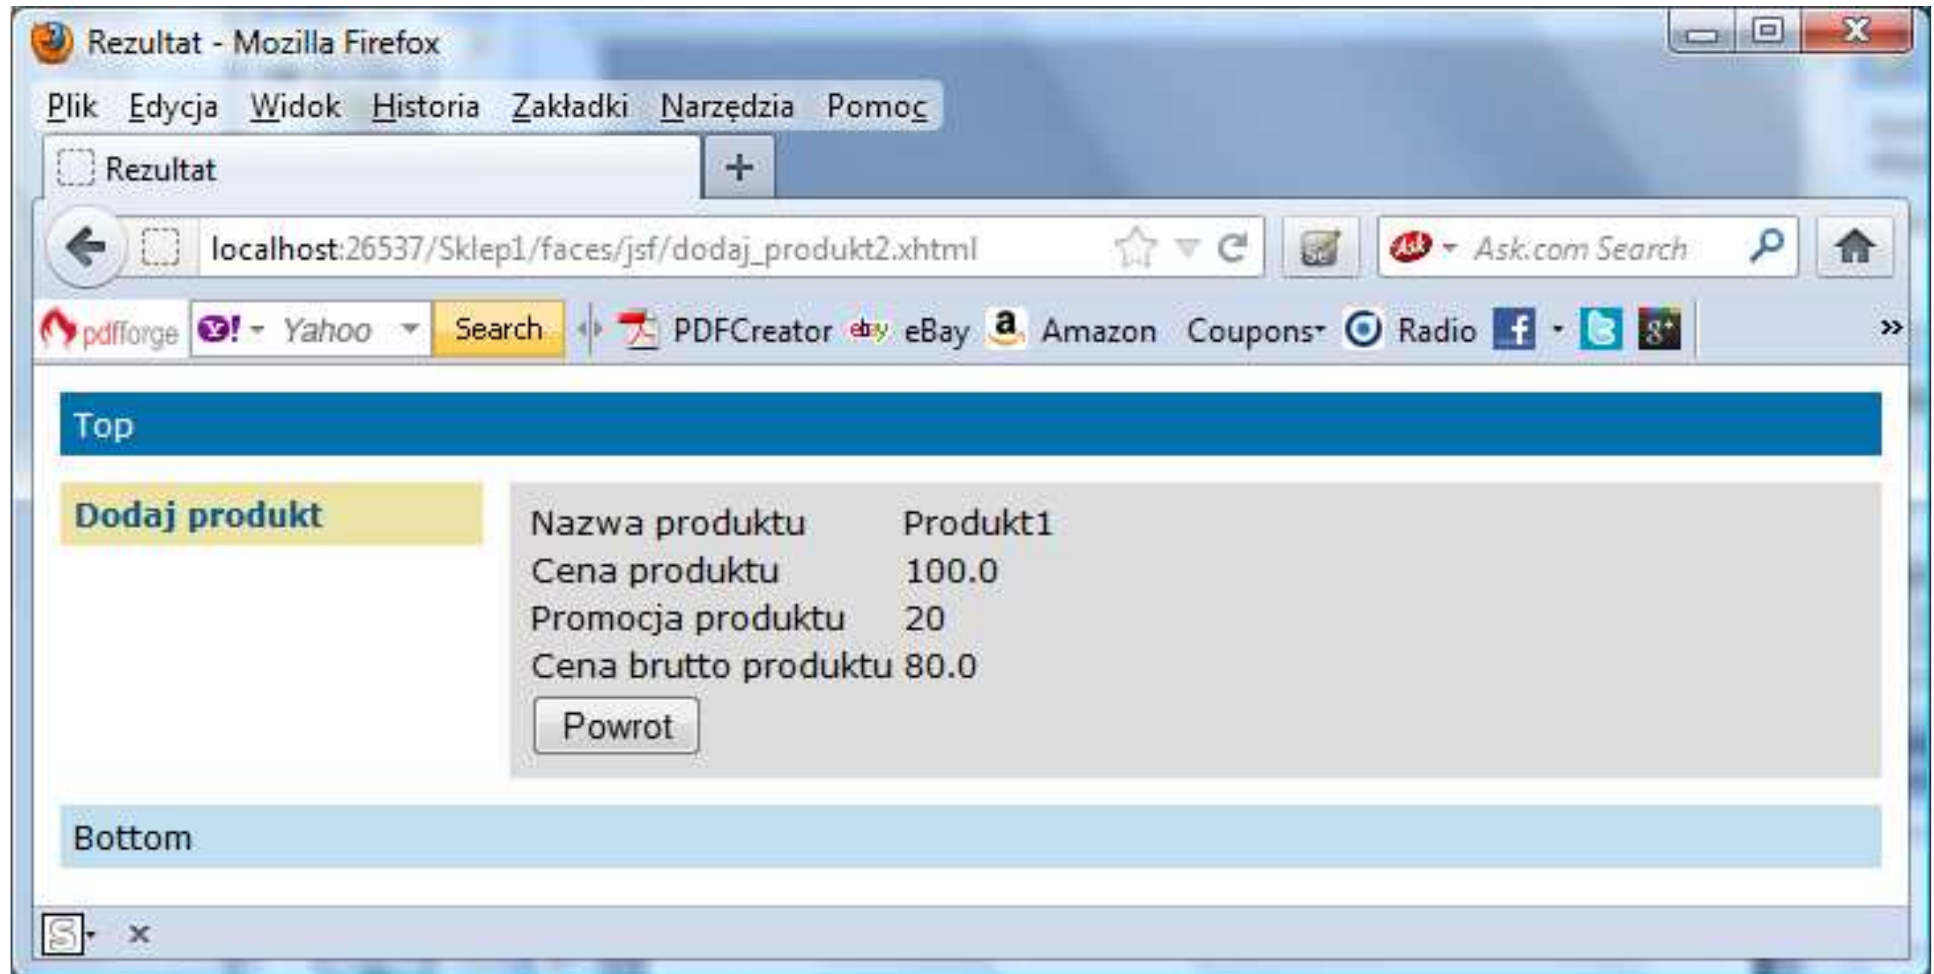 Rezultat - Mozilla Firefox
Plik Edycja Widok Historia Zakładki Narzędzia Pomoc
Rezultat
localhost:26537/Sklep1/faces/jsf/dodaj_produkt2.xhtml Ask Ask.com Search
pdfforge Y! Yahoo Search PDFCreator ebay eBay a Amazon Coupons Radio f t g+ »
Top
Dodaj produkt
Nazwa produktu Produkt1
Cena produktu 100.0
Promocja produktu 20
Cena brutto produktu 80.0
Powrot
Bottom
S x